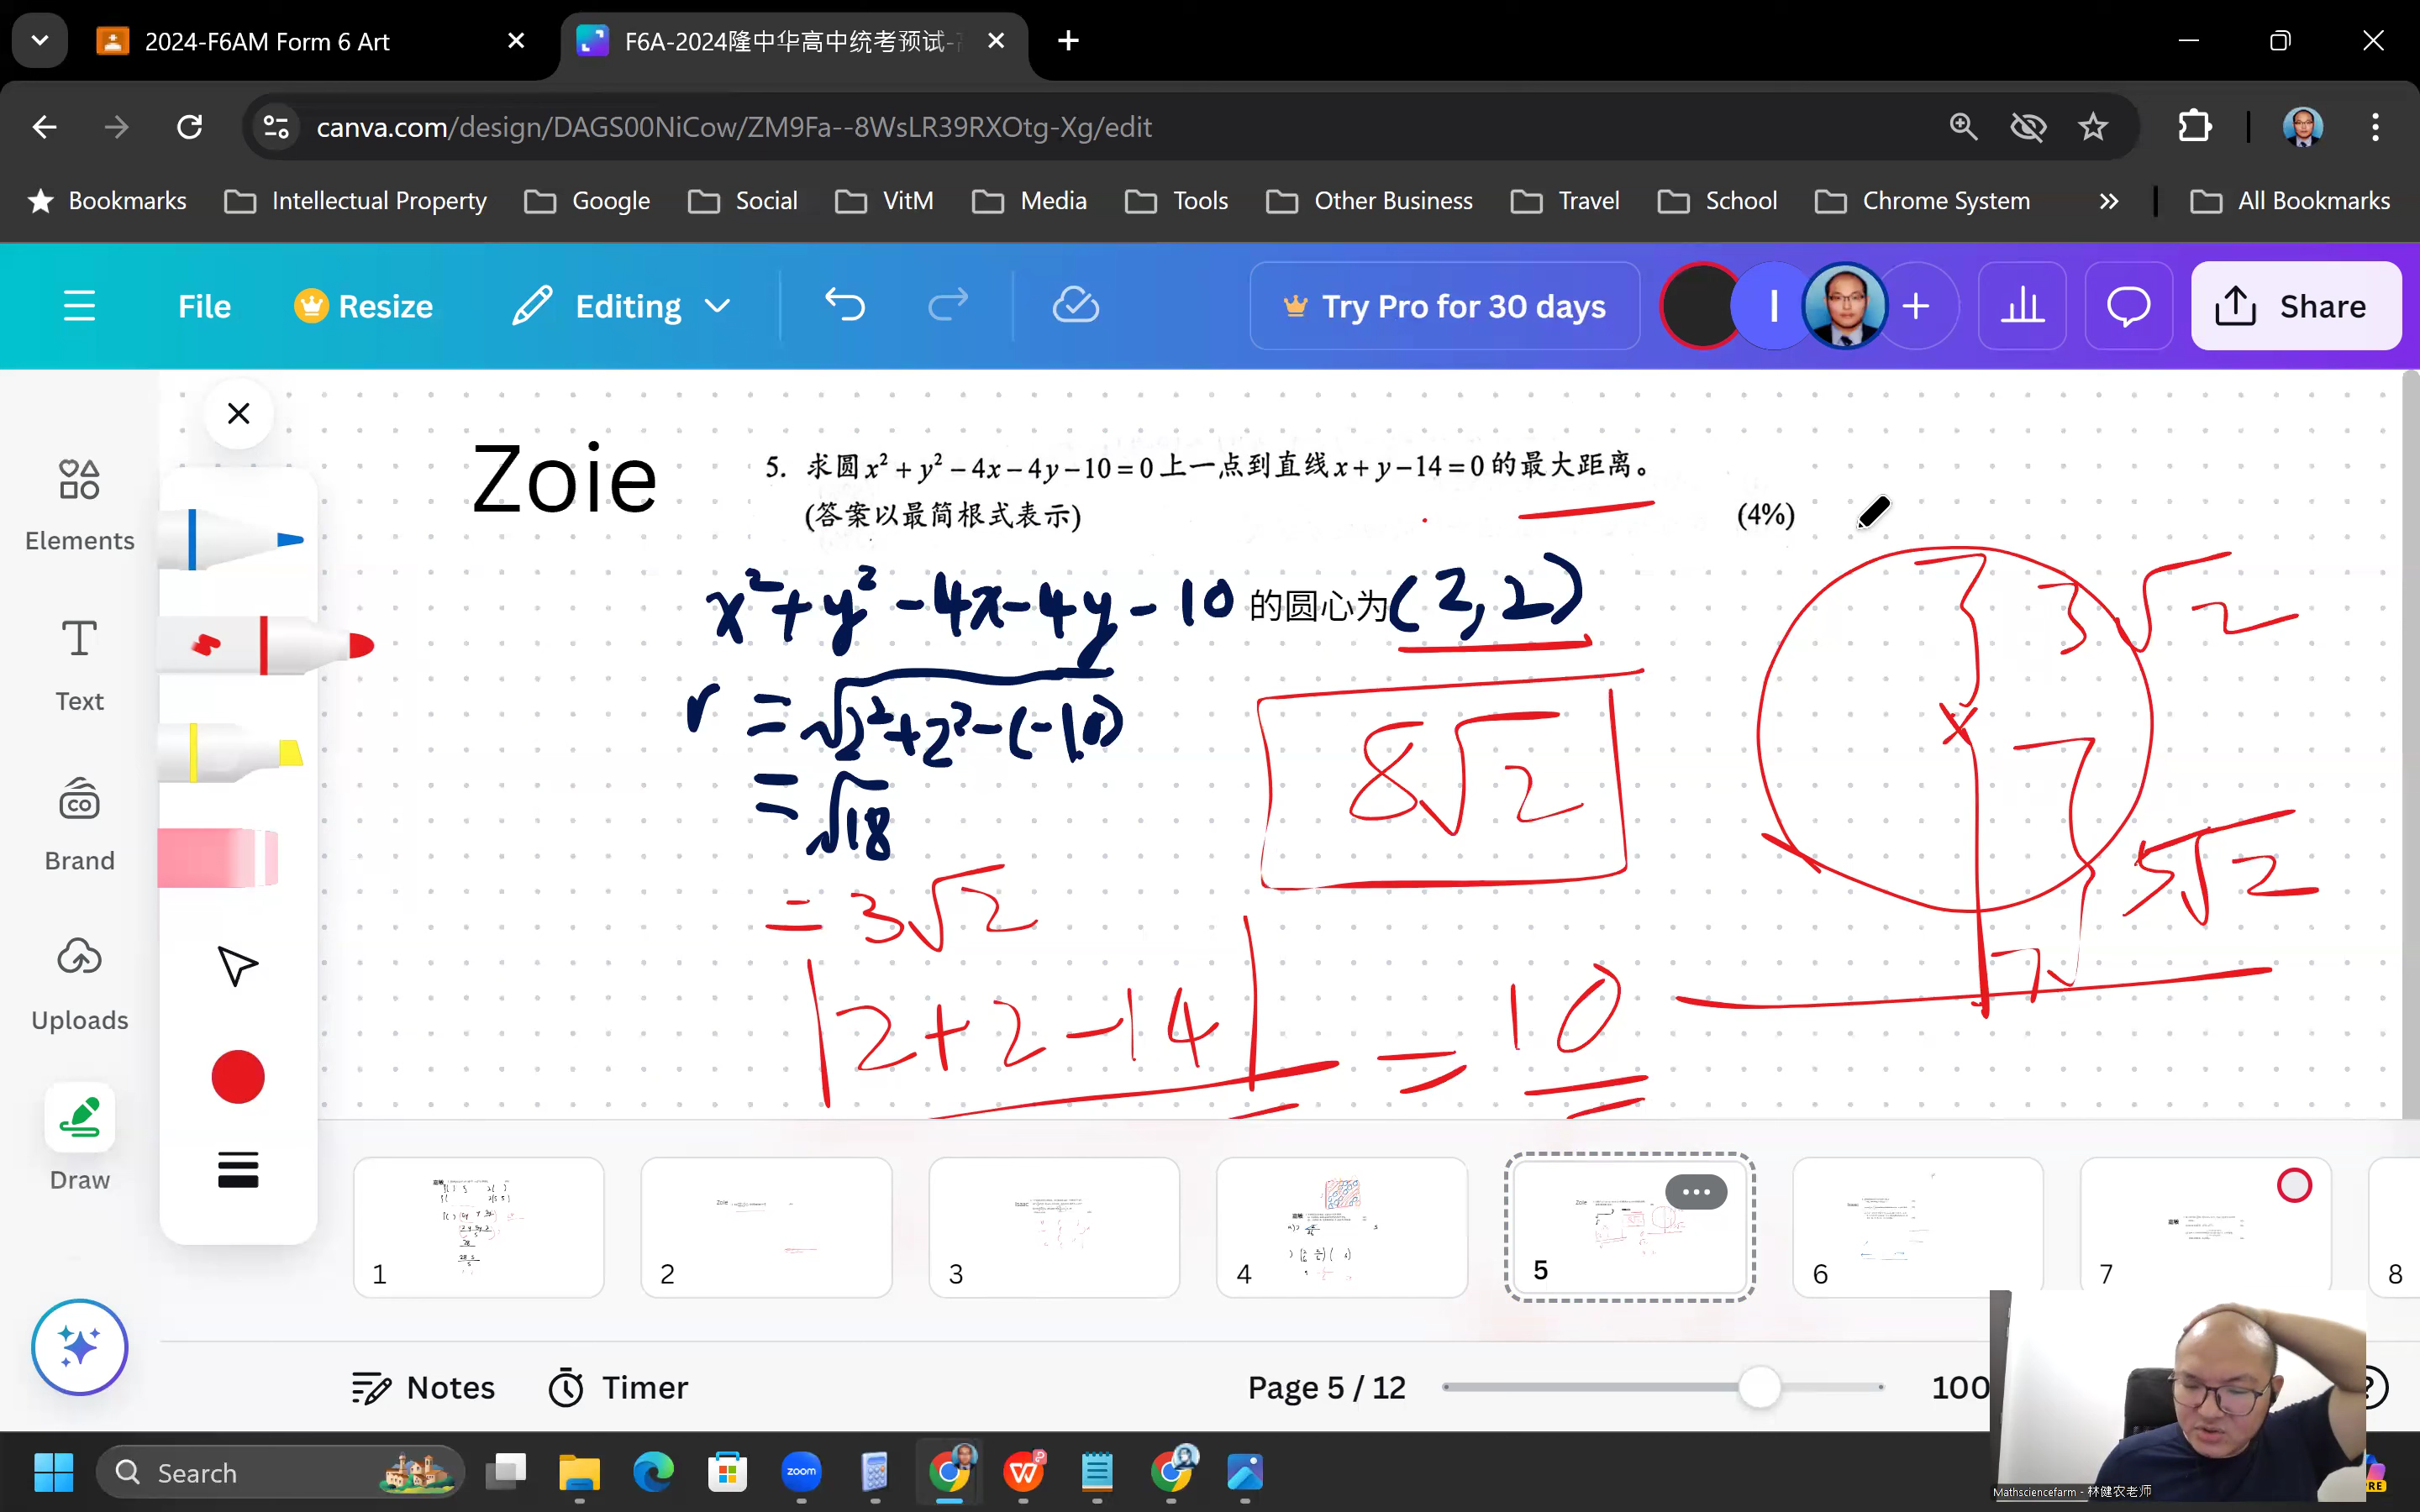 2024-F6AM Form 6 Art
F6A-2024隆中华高中统考预试-
canva.com/design/DAGS00NiCow/ZM9Fa--8WsLR39RXOtg-Xg/edit
Bookmarks Intellectual Property Google Social VitM Media Tools Other Business Travel School Chrome System » All Bookmarks
File Resize Editing Try Pro for 30 days I + Share
Elements
Text
Brand
Uploads
Draw
Zoie
5. 求圆 x² + y² − 4x − 4y − 10 = 0 上一点到直线 x + y − 14 = 0 的最大距离。
(答案以最简根式表示) (4%)
x² + y² − 4x − 4y − 10 的圆心为 (2, 2)
r = √2² + 2² − (−10)
= √18
= 3√2
8√2
3√2
5√2
|2 + 2 − 14| = 10
1 2 3 4 5 6 7 8
Zoie
Notes Timer Page 5 / 12 100
Search
zoom
Mathsciencefarm - 林健农老师
PRE